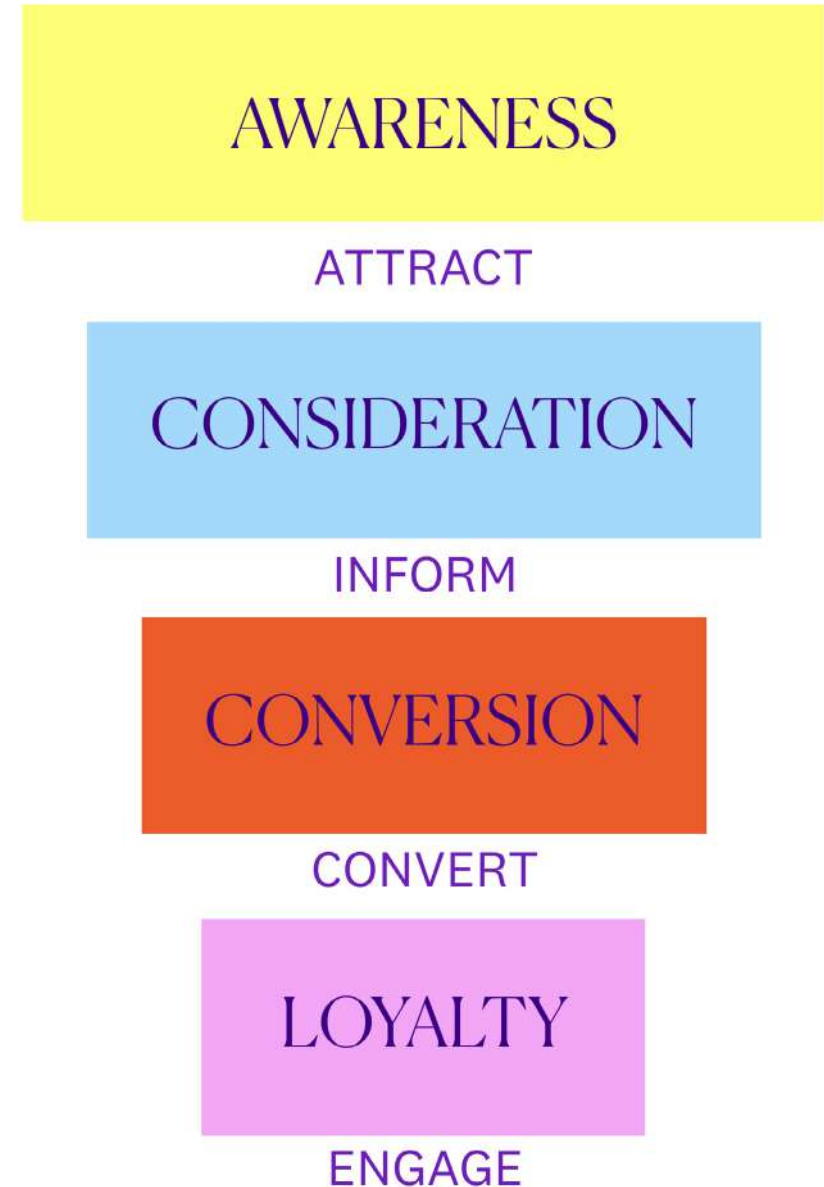 AWARENESS
ATTRACT
CONSIDERATION
INFORM
CONVERSION
CONVERT
LOYALTY
ENGAGE